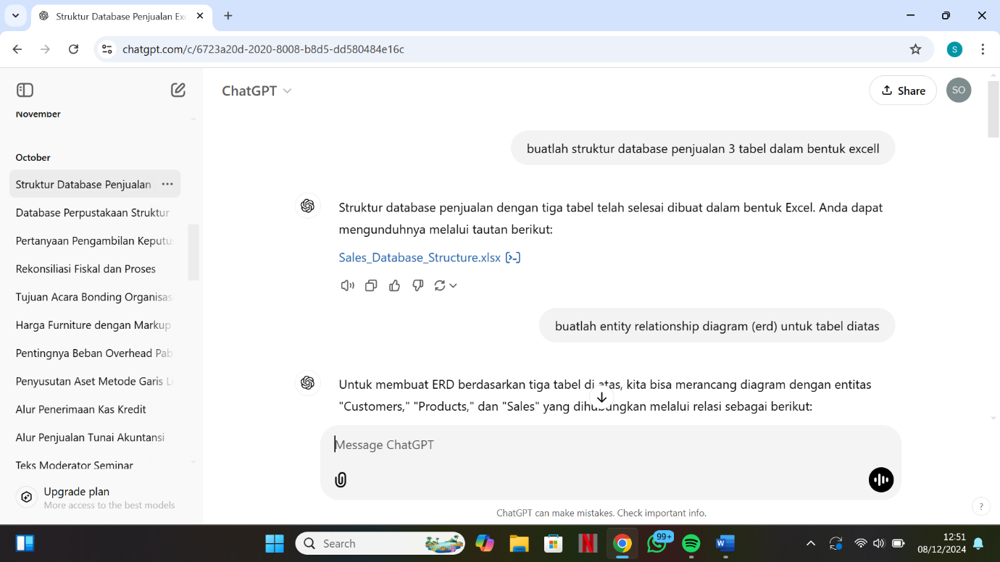 Struktur Database Penjualan Exc
chatgpt.com/c/6723a20d-2020-8008-b8d5-dd580484e16c
S
ChatGPT
Share
SO
November
October
Struktur Database Penjualan
Database Perpustakaan Struktur
Pertanyaan Pengambilan Keputus
Rekonsiliasi Fiskal dan Proses
Tujuan Acara Bonding Organisas
Harga Furniture dengan Markup
Pentingnya Beban Overhead Pab
Penyusutan Aset Metode Garis L
Alur Penerimaan Kas Kredit
Alur Penjualan Tunai Akuntansi
Teks Moderator Seminar
Upgrade plan
More access to the best models
buatlah struktur database penjualan 3 tabel dalam bentuk excell
Struktur database penjualan dengan tiga tabel telah selesai dibuat dalam bentuk Excel. Anda dapat
mengunduhnya melalui tautan berikut:
Sales_Database_Structure.xlsx
buatlah entity relationship diagram (erd) untuk tabel diatas
Untuk membuat ERD berdasarkan tiga tabel di atas, kita bisa merancang diagram dengan entitas
"Customers," "Products," dan "Sales" yang dihubungkan melalui relasi sebagai berikut:
Message ChatGPT
ChatGPT can make mistakes. Check important info.
?
Search
99+
12:51
08/12/2024